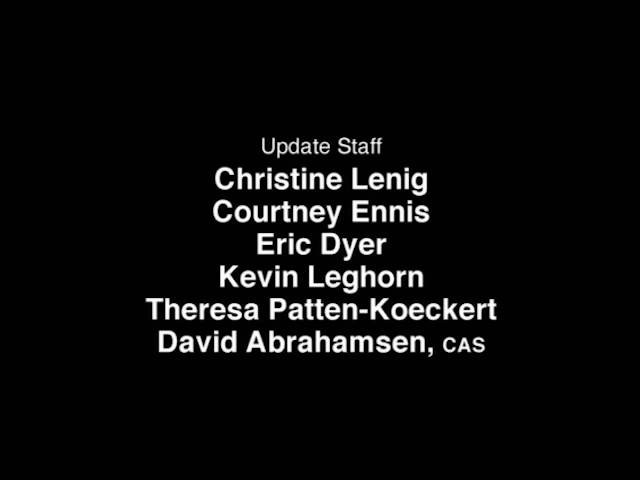 Update Staff
Christine Lenig
Courtney Ennis
Eric Dyer
Kevin Leghorn
Theresa Patten-Koeckert
David Abrahamsen, CAS